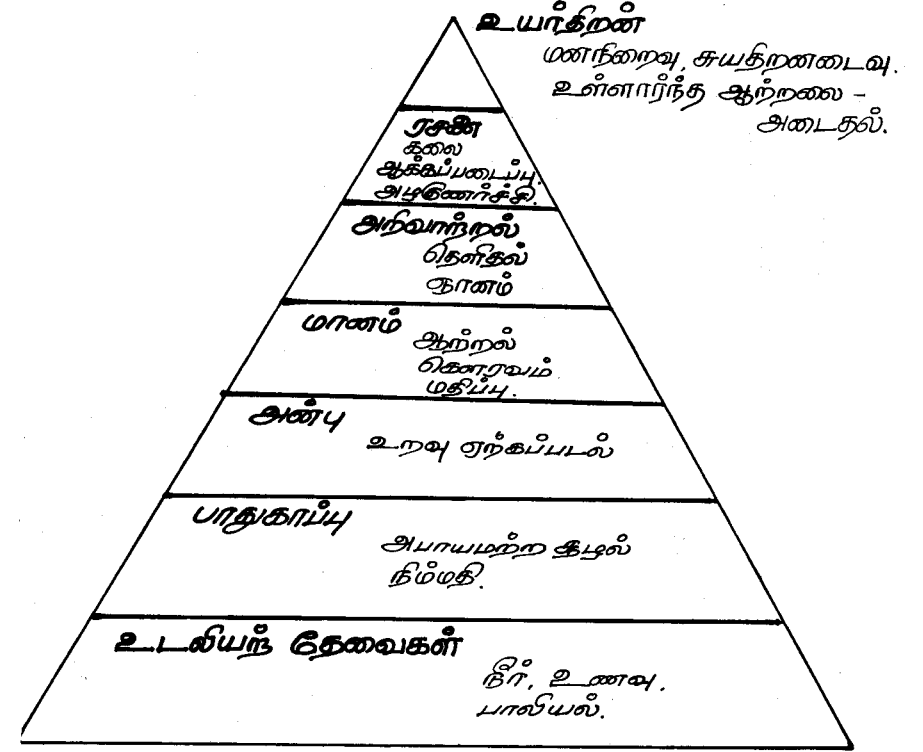 உயர்திறன்
மனநிறைவு, சுயதிறனடைவு.
உள்ளார்ந்த ஆற்றலை -
அடைதல்.
ரசனை
கலை
ஆக்கப்படைப்பு.
அழகுணர்ச்சி.
அறிவாற்றல்
தெளிதல்
ஞானம்
மானம்
ஆற்றல்
கௌரவம்
மதிப்பு.
அன்பு
உறவு ஏற்கப்படல்
பாதுகாப்பு
அபாயமற்ற சூழல்
நிம்மதி.
உடலியற் தேவைகள்
நீர், உணவு,
பாலியல்.